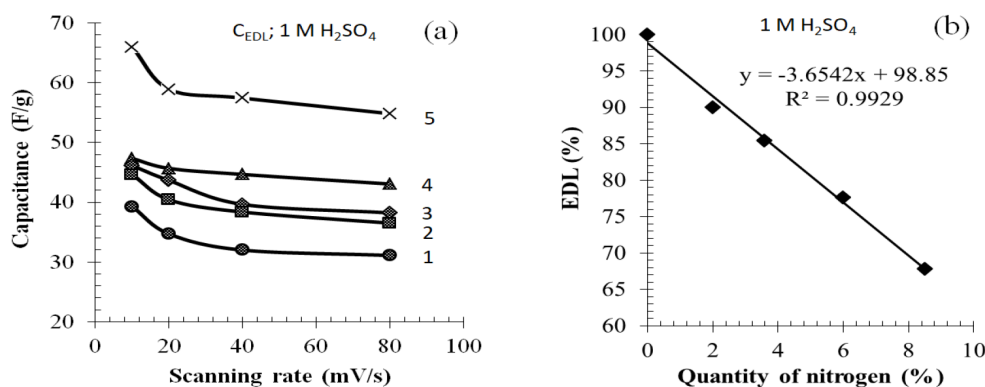 C_EDL; 1 M H₂SO₄ (a)
Capacitance (F/g)
70
60
50
40
30
20
5
4
3
2
1
0 20 40 60 80 100
Scanning rate (mV/s)
1 M H₂SO₄ (b)
y = -3.6542x + 98.85
R² = 0.9929
EDL (%)
100
95
90
85
80
75
70
65
60
0 2 4 6 8 10
Quantity of nitrogen (%)